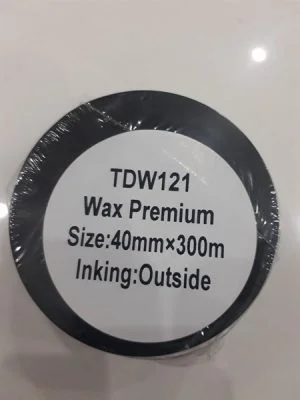 TDW121
Wax Premium
Size:40mm×300m
Inking:Outside